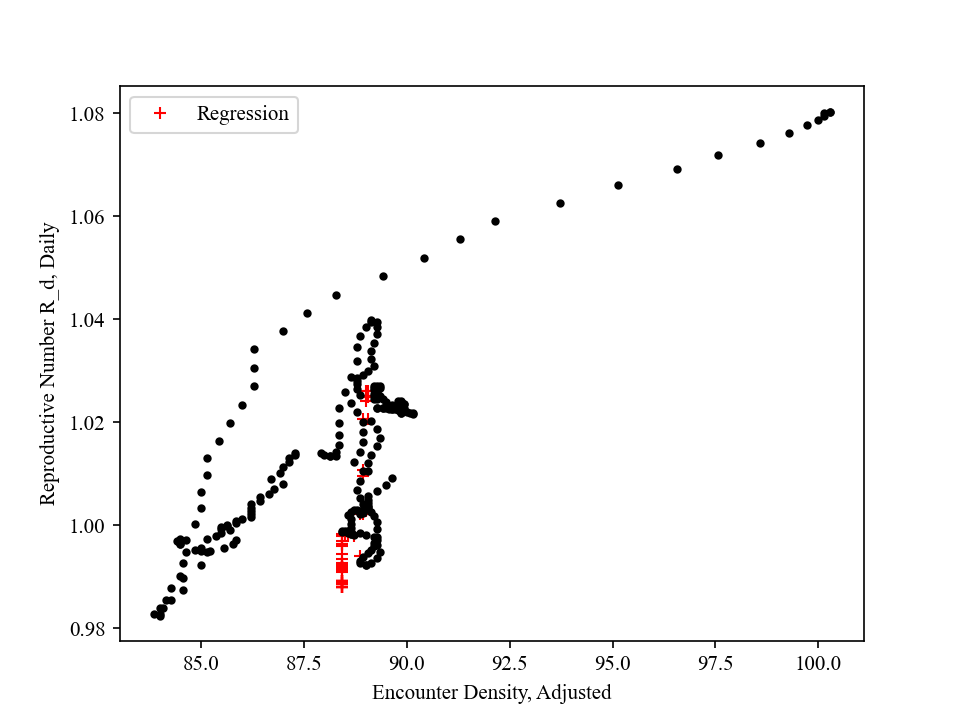 Regression
1.08
1.06
1.04
1.02
1.00
0.98
Reproductive Number R_d, Daily
85.0 87.5 90.0 92.5 95.0 97.5 100.0
Encounter Density, Adjusted